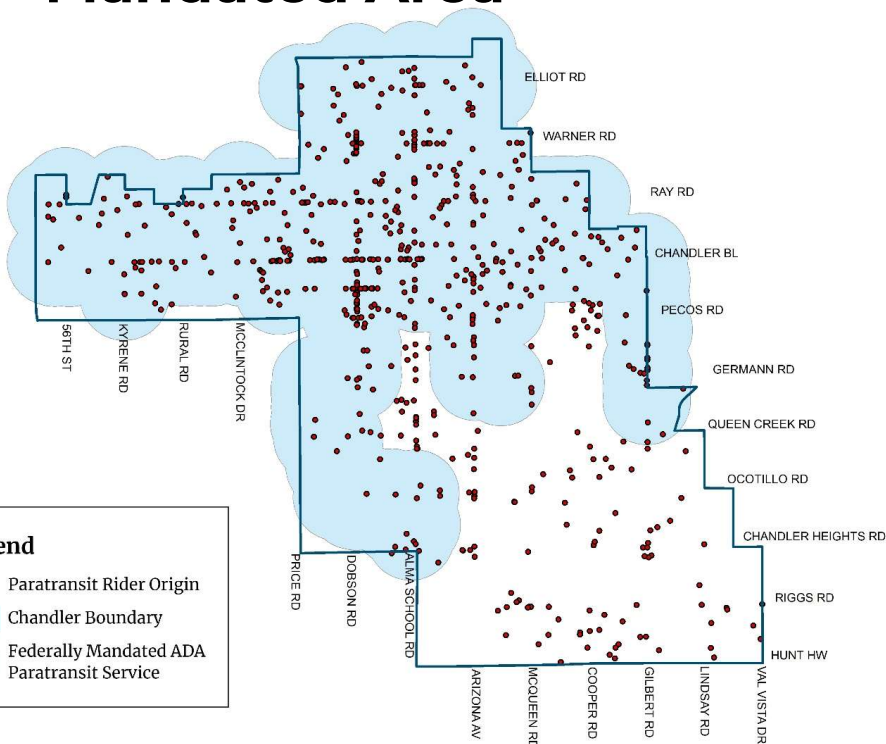 Mandated Area
ELLIOT RD
WARNER RD
RAY RD
CHANDLER BL
PECOS RD
GERMANN RD
QUEEN CREEK RD
OCOTILLO RD
CHANDLER HEIGHTS RD
RIGGS RD
HUNT HW
56TH ST
KYRENE RD
RURAL RD
MCCLINTOCK DR
PRICE RD
DOBSON RD
ALMA SCHOOL RD
ARIZONA AV
MCQUEEN RD
COOPER RD
GILBERT RD
LINDSAY RD
VAL VISTA DR
end
Paratransit Rider Origin
Chandler Boundary
Federally Mandated ADA
Paratransit Service